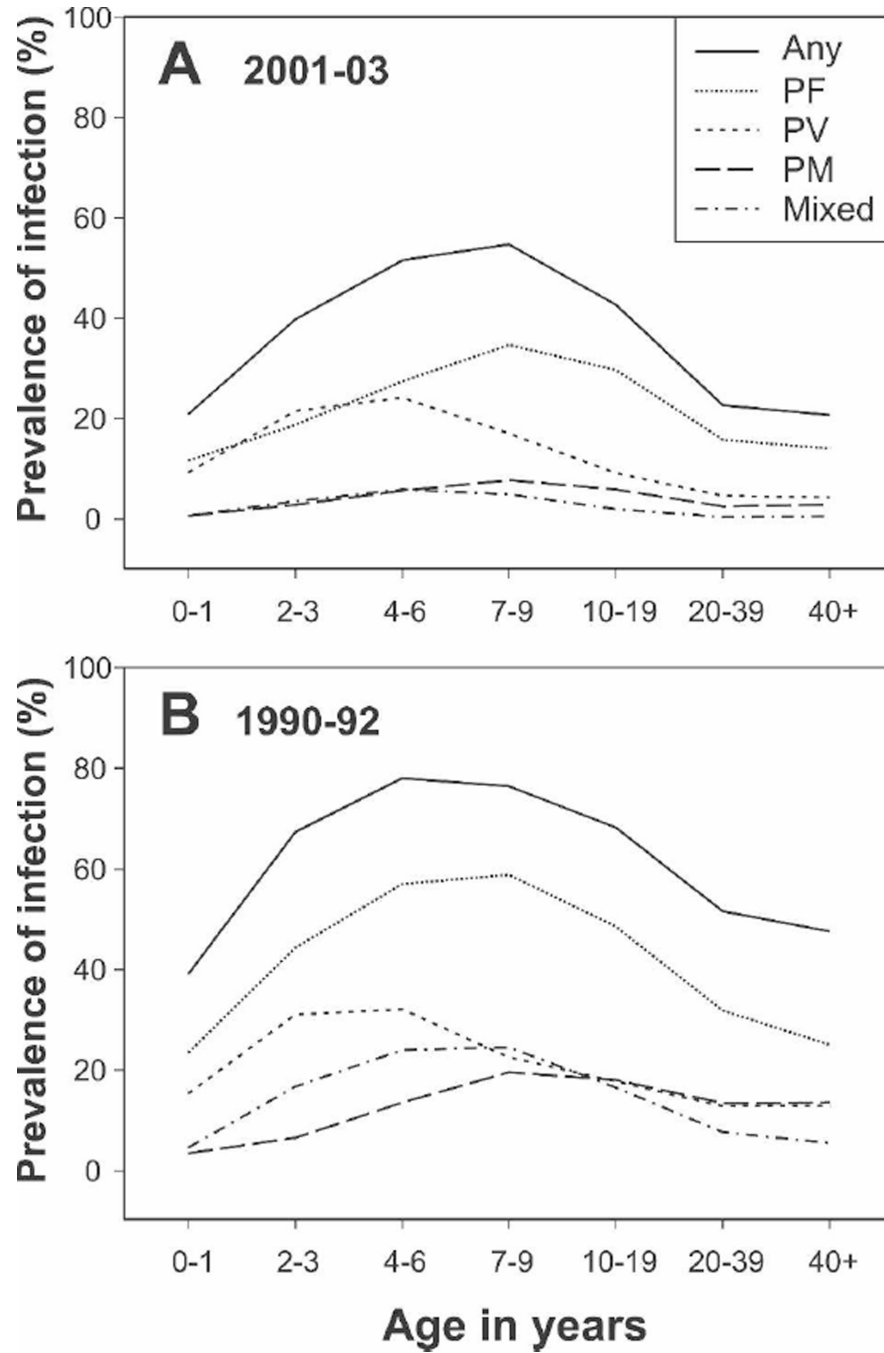 Prevalence of infection (%)
100
80
60
40
20
0
A 2001-03
Any
PF
PV
PM
Mixed
0-1 2-3 4-6 7-9 10-19 20-39 40+
Prevalence of infection (%)
100
80
60
40
20
0
B 1990-92
0-1 2-3 4-6 7-9 10-19 20-39 40+
Age in years